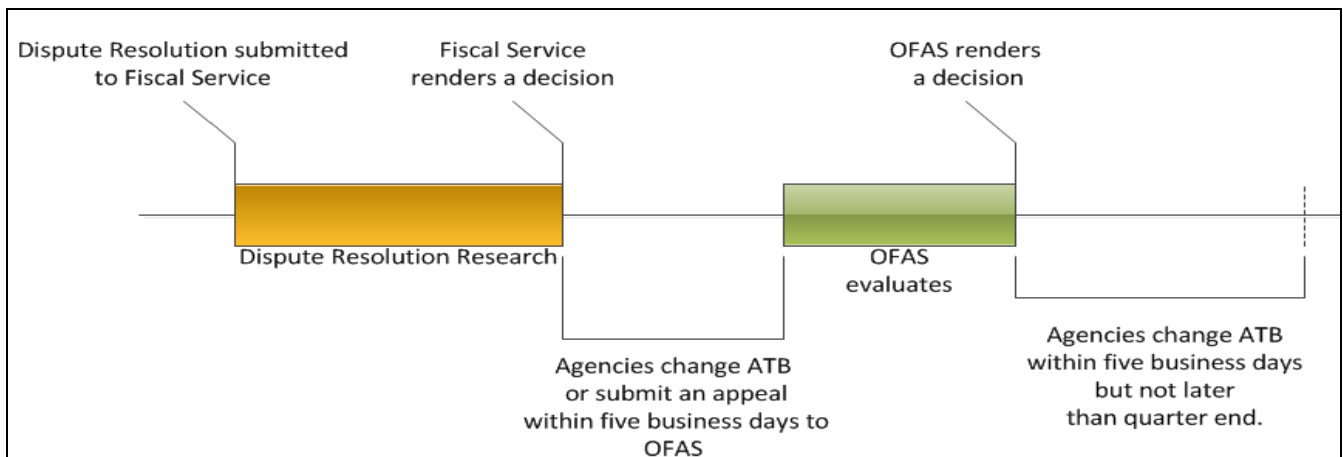 Dispute Resolution submitted
to Fiscal Service
Fiscal Service
renders a decision
OFAS renders
a decision
Dispute Resolution Research
OFAS
evaluates
Agencies change ATB
or submit an appeal
within five business days to
OFAS
Agencies change ATB
within five business days
but not later
than quarter end.